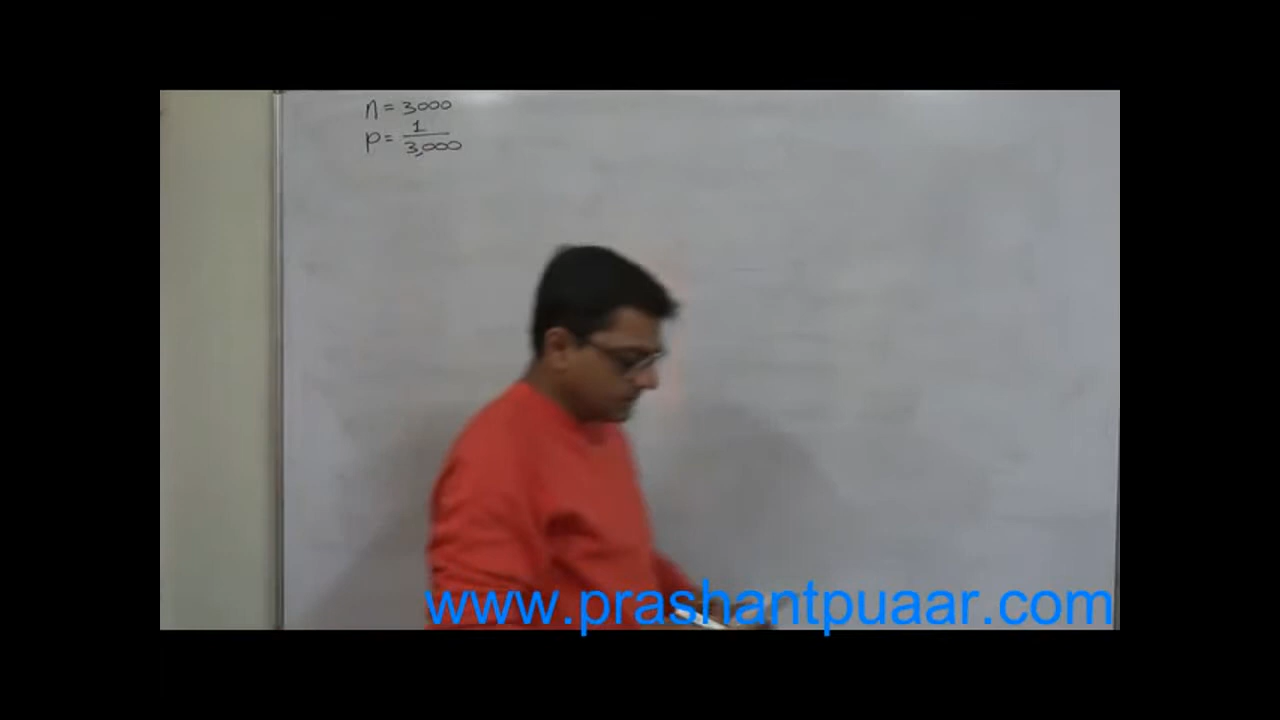 n = 3000
p = 1/3,000
www.prashantpuaar.com